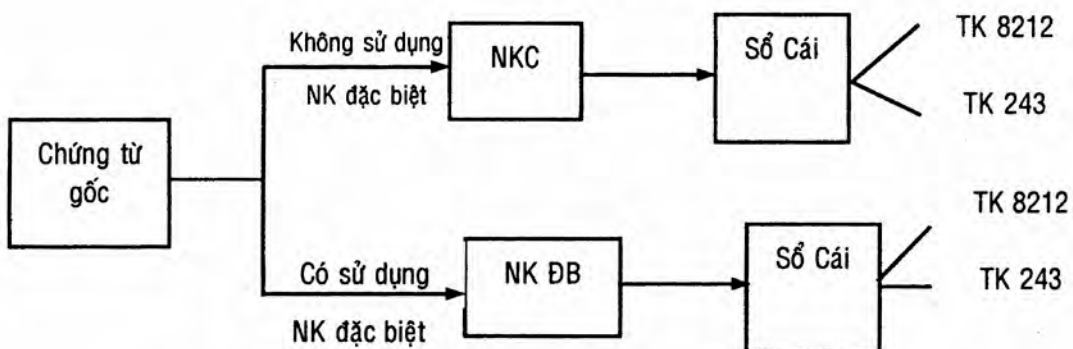 Chứng từ
gốc
Không sử dụng
NK đặc biệt
NKC
Sổ Cái
TK 8212
TK 243
Có sử dụng
NK đặc biệt
NK ĐB
Sổ Cái
TK 8212
TK 243